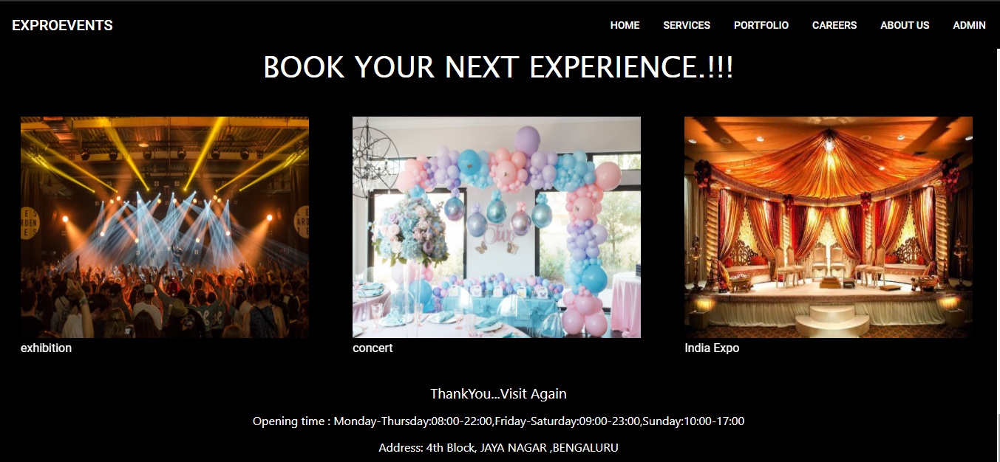 EXPROEVENTS HOME SERVICES PORTFOLIO CAREERS ABOUT US ADMIN
BOOK YOUR NEXT EXPERIENCE.!!!
exhibition concert India Expo
ThankYou...Visit Again
Opening time : Monday-Thursday:08:00-22:00,Friday-Saturday:09:00-23:00,Sunday:10:00-17:00
Address: 4th Block, JAYA NAGAR ,BENGALURU